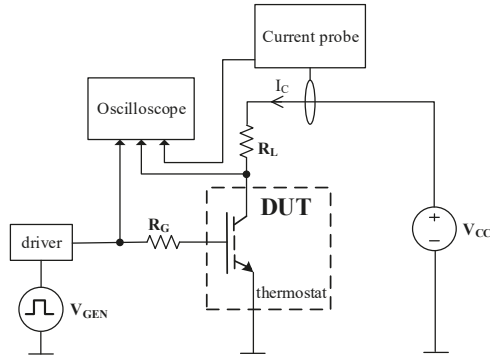 Current probe
I_C
Oscilloscope
R_L
DUT
R_G
driver
+
−
V_CC
thermostat
V_GEN